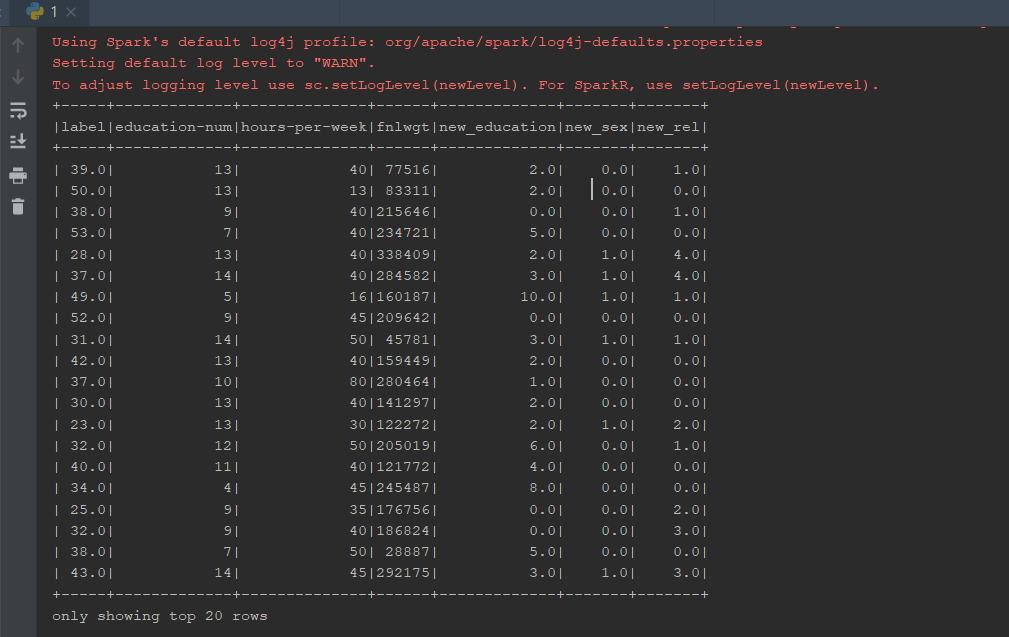 1
Using Spark's default log4j profile: org/apache/spark/log4j-defaults.properties
Setting default log level to "WARN".
To adjust logging level use sc.setLogLevel(newLevel). For SparkR, use setLogLevel(newLevel).
+-----+-------------+--------------+------+-------------+-------+-------+
|label|education-num|hours-per-week|fnlwgt|new_education|new_sex|new_rel|
+-----+-------------+--------------+------+-------------+-------+-------+
| 39.0|           13|            40| 77516|          2.0|    0.0|    1.0|
| 50.0|           13|            13| 83311|          2.0|    0.0|    0.0|
| 38.0|            9|            40|215646|          0.0|    0.0|    1.0|
| 53.0|            7|            40|234721|          5.0|    0.0|    0.0|
| 28.0|           13|            40|338409|          2.0|    1.0|    4.0|
| 37.0|           14|            40|284582|          3.0|    1.0|    4.0|
| 49.0|            5|            16|160187|         10.0|    1.0|    1.0|
| 52.0|            9|            45|209642|          0.0|    0.0|    0.0|
| 31.0|           14|            50| 45781|          3.0|    1.0|    1.0|
| 42.0|           13|            40|159449|          2.0|    0.0|    0.0|
| 37.0|           10|            80|280464|          1.0|    0.0|    0.0|
| 30.0|           13|            40|141297|          2.0|    0.0|    0.0|
| 23.0|           13|            30|122272|          2.0|    1.0|    2.0|
| 32.0|           12|            50|205019|          6.0|    0.0|    1.0|
| 40.0|           11|            40|121772|          4.0|    0.0|    0.0|
| 34.0|            4|            45|245487|          8.0|    0.0|    0.0|
| 25.0|            9|            35|176756|          0.0|    0.0|    2.0|
| 32.0|            9|            40|186824|          0.0|    0.0|    3.0|
| 38.0|            7|            50| 28887|          5.0|    0.0|    0.0|
| 43.0|           14|            45|292175|          3.0|    1.0|    3.0|
+-----+-------------+--------------+------+-------------+-------+-------+
only showing top 20 rows